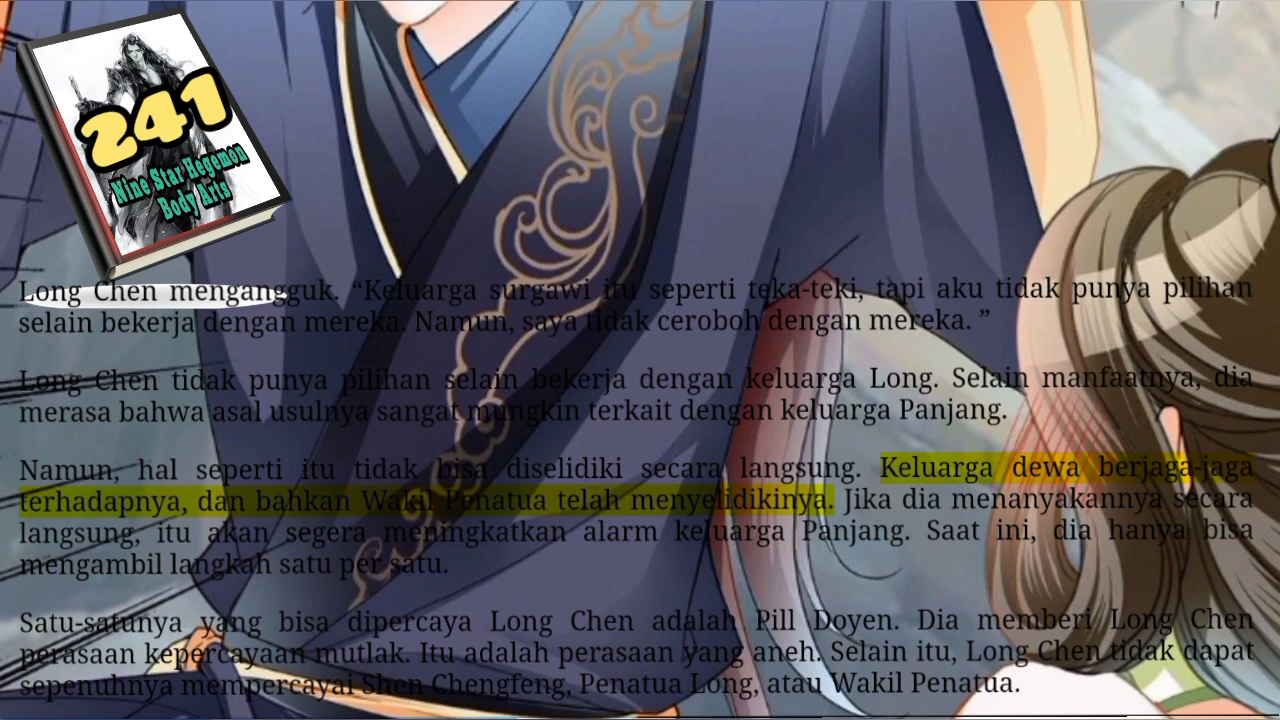 241
Nine Star Hegemon
Body Arts
Long Chen mengangguk. “Keluarga surgawi itu seperti teka-teki, tapi aku tidak punya pilihan
selain bekerja dengan mereka. Namun, saya tidak ceroboh dengan mereka. ”
Long Chen tidak punya pilihan selain bekerja dengan keluarga Long. Selain manfaatnya, dia
merasa bahwa asal usulnya sangat mungkin terkait dengan keluarga Panjang.
Namun, hal seperti itu tidak bisa diselidiki secara langsung. Keluarga dewa berjaga-jaga
terhadapnya, dan bahkan Wakil Penatua telah menyelidikinya. Jika dia menanyakannya secara
langsung, itu akan segera meningkatkan alarm keluarga Panjang. Saat ini, dia hanya bisa
mengambil langkah satu per satu.
Satu-satunya yang bisa dipercaya Long Chen adalah Pill Doyen. Dia memberi Long Chen
perasaan kepercayaan mutlak. Itu adalah perasaan yang aneh. Selain itu, Long Chen tidak dapat
sepenuhnya mempercayai Shen Chengfeng, Penatua Long, atau Wakil Penatua.